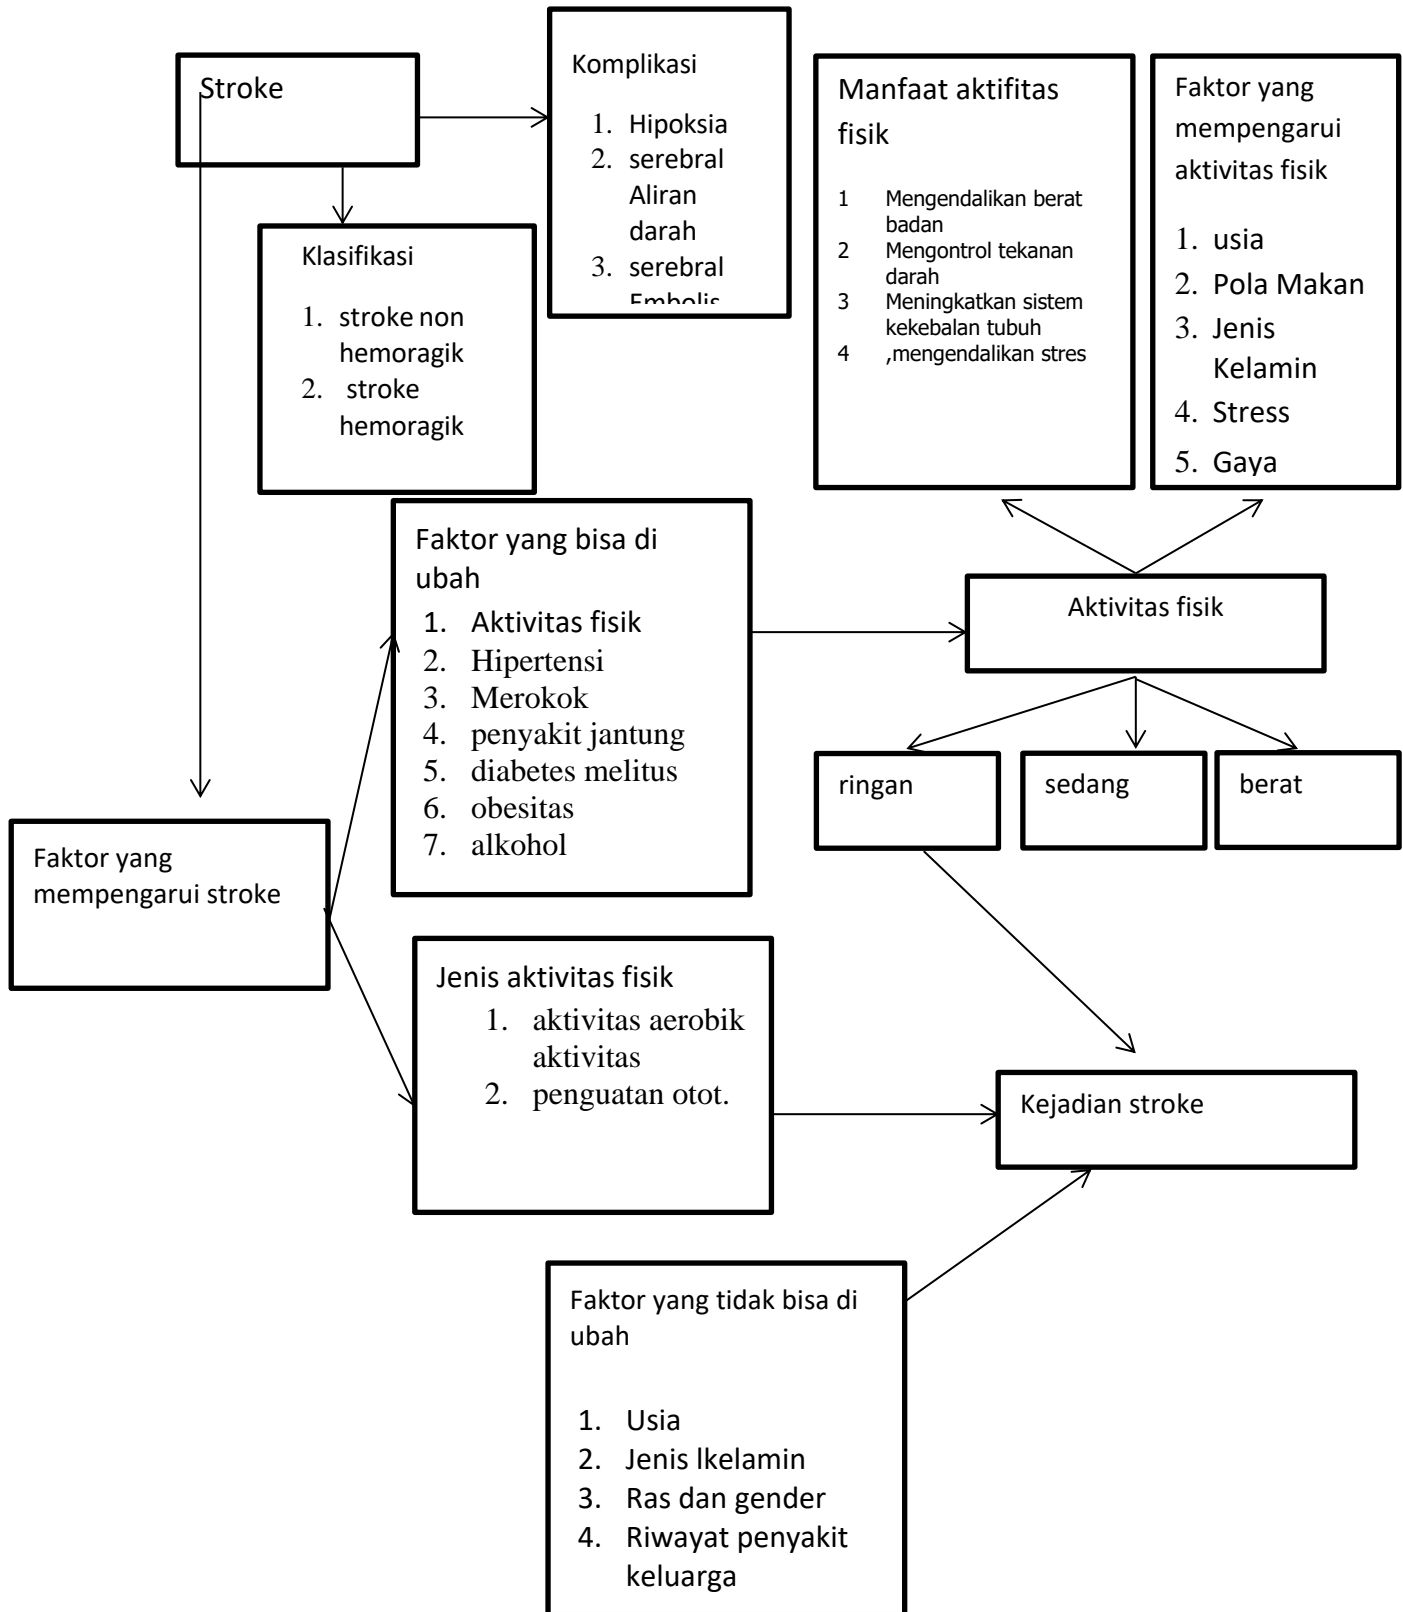 Stroke
Komplikasi
1. Hipoksia
2. serebral
Aliran
darah
3. serebral
Embolis
Manfaat aktifitas
fisik
1 Mengendalikan berat
badan
2 Mengontrol tekanan
darah
3 Meningkatkan sistem
kekebalan tubuh
4 ,mengendalikan stres
Faktor yang
mempengarui
aktivitas fisik
1. usia
2. Pola Makan
3. Jenis
Kelamin
4. Stress
5. Gaya
Klasifikasi
1. stroke non
hemoragik
2. stroke
hemoragik
Faktor yang bisa di
ubah
1. Aktivitas fisik
2. Hipertensi
3. Merokok
4. penyakit jantung
5. diabetes melitus
6. obesitas
7. alkohol
Aktivitas fisik
ringan
sedang
berat
Faktor yang
mempengarui stroke
Jenis aktivitas fisik
1. aktivitas aerobik
aktivitas
2. penguatan otot.
Kejadian stroke
Faktor yang tidak bisa di
ubah
1. Usia
2. Jenis lkelamin
3. Ras dan gender
4. Riwayat penyakit
keluarga